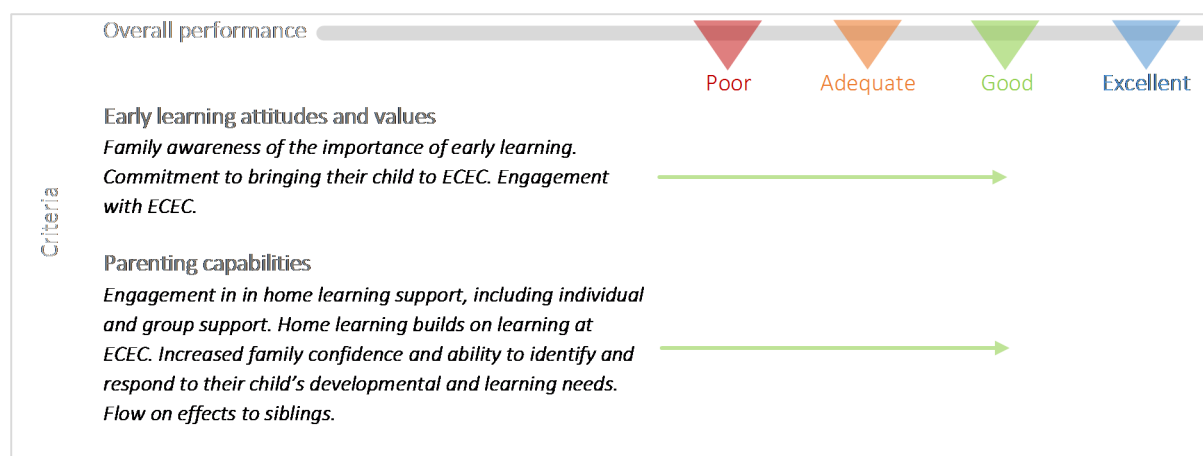 Overall performance
Poor Adequate Good Excellent
Early learning attitudes and values
Family awareness of the importance of early learning.
Commitment to bringing their child to ECEC. Engagement
with ECEC.
Criteria
Parenting capabilities
Engagement in in home learning support, including individual
and group support. Home learning builds on learning at
ECEC. Increased family confidence and ability to identify and
respond to their child’s developmental and learning needs.
Flow on effects to siblings.